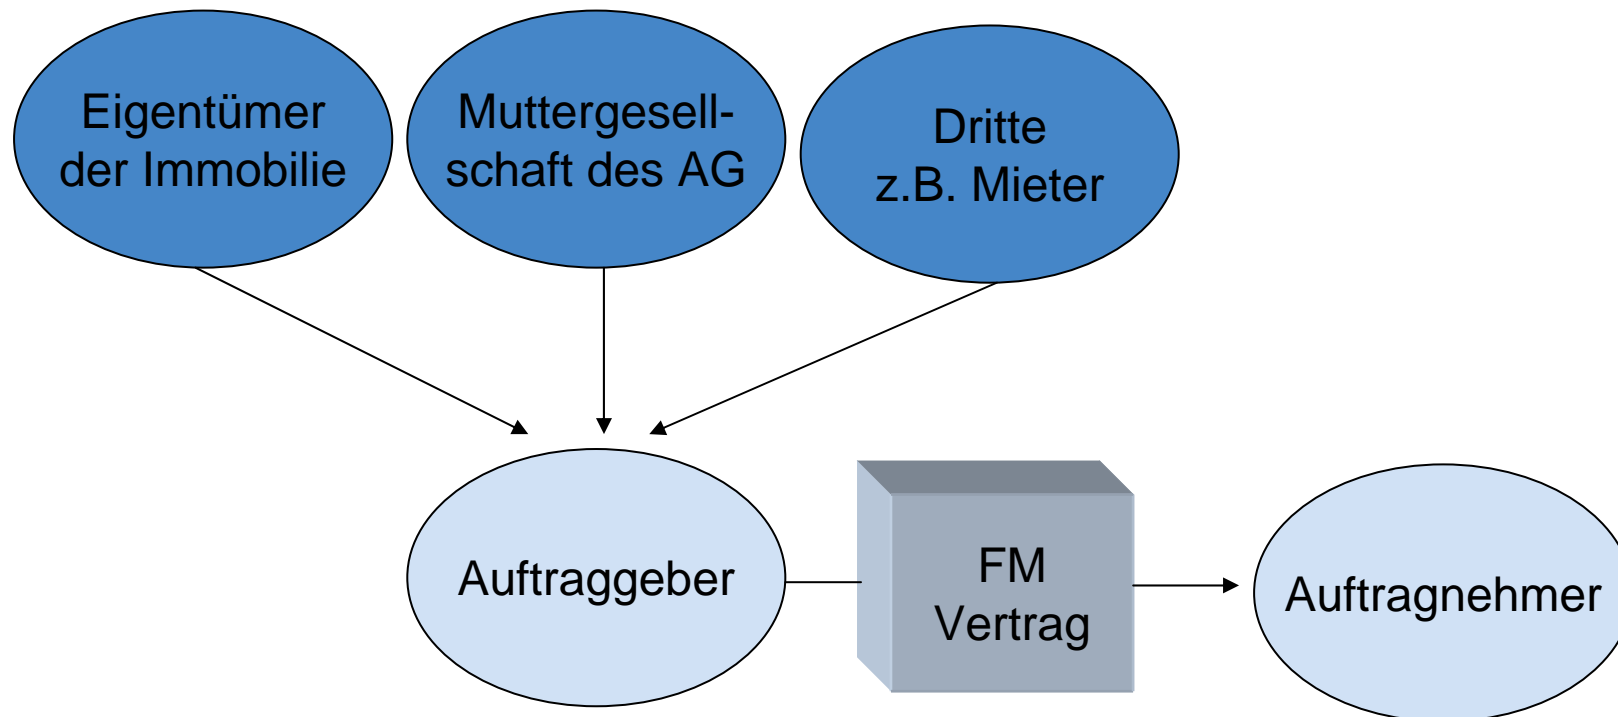 Eigentümer
der Immobilie
Muttergesell-
schaft des AG
Dritte
z.B. Mieter
Auftraggeber
FM
Vertrag
Auftragnehmer